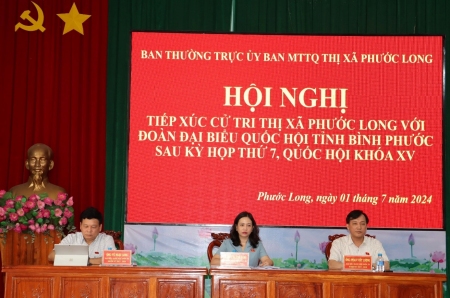 BAN THƯỜNG TRỰC ỦY BAN MTTQ THỊ XÃ PHƯỚC LONG
HỘI NGHỊ
TIẾP XÚC CỬ TRI THỊ XÃ PHƯỚC LONG VỚI
ĐOÀN ĐẠI BIỂU QUỐC HỘI TỈNH BÌNH PHƯỚC
SAU KỲ HỌP THỨ 7, QUỐC HỘI KHÓA XV
Phước Long, ngày 01 tháng 7 năm 2024